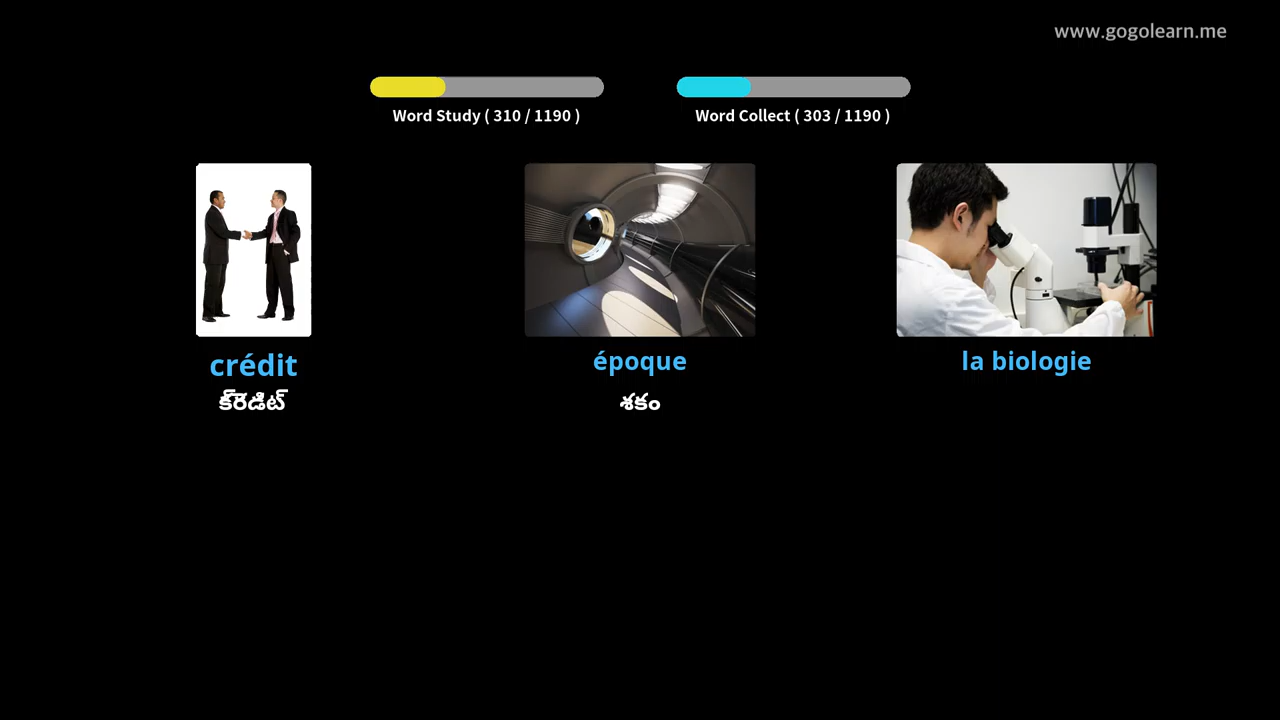 www.gogolearn.me
Word Study ( 310 / 1190 )
Word Collect ( 303 / 1190 )
crédit
époque
la biologie
క్రెడిట్
శకం